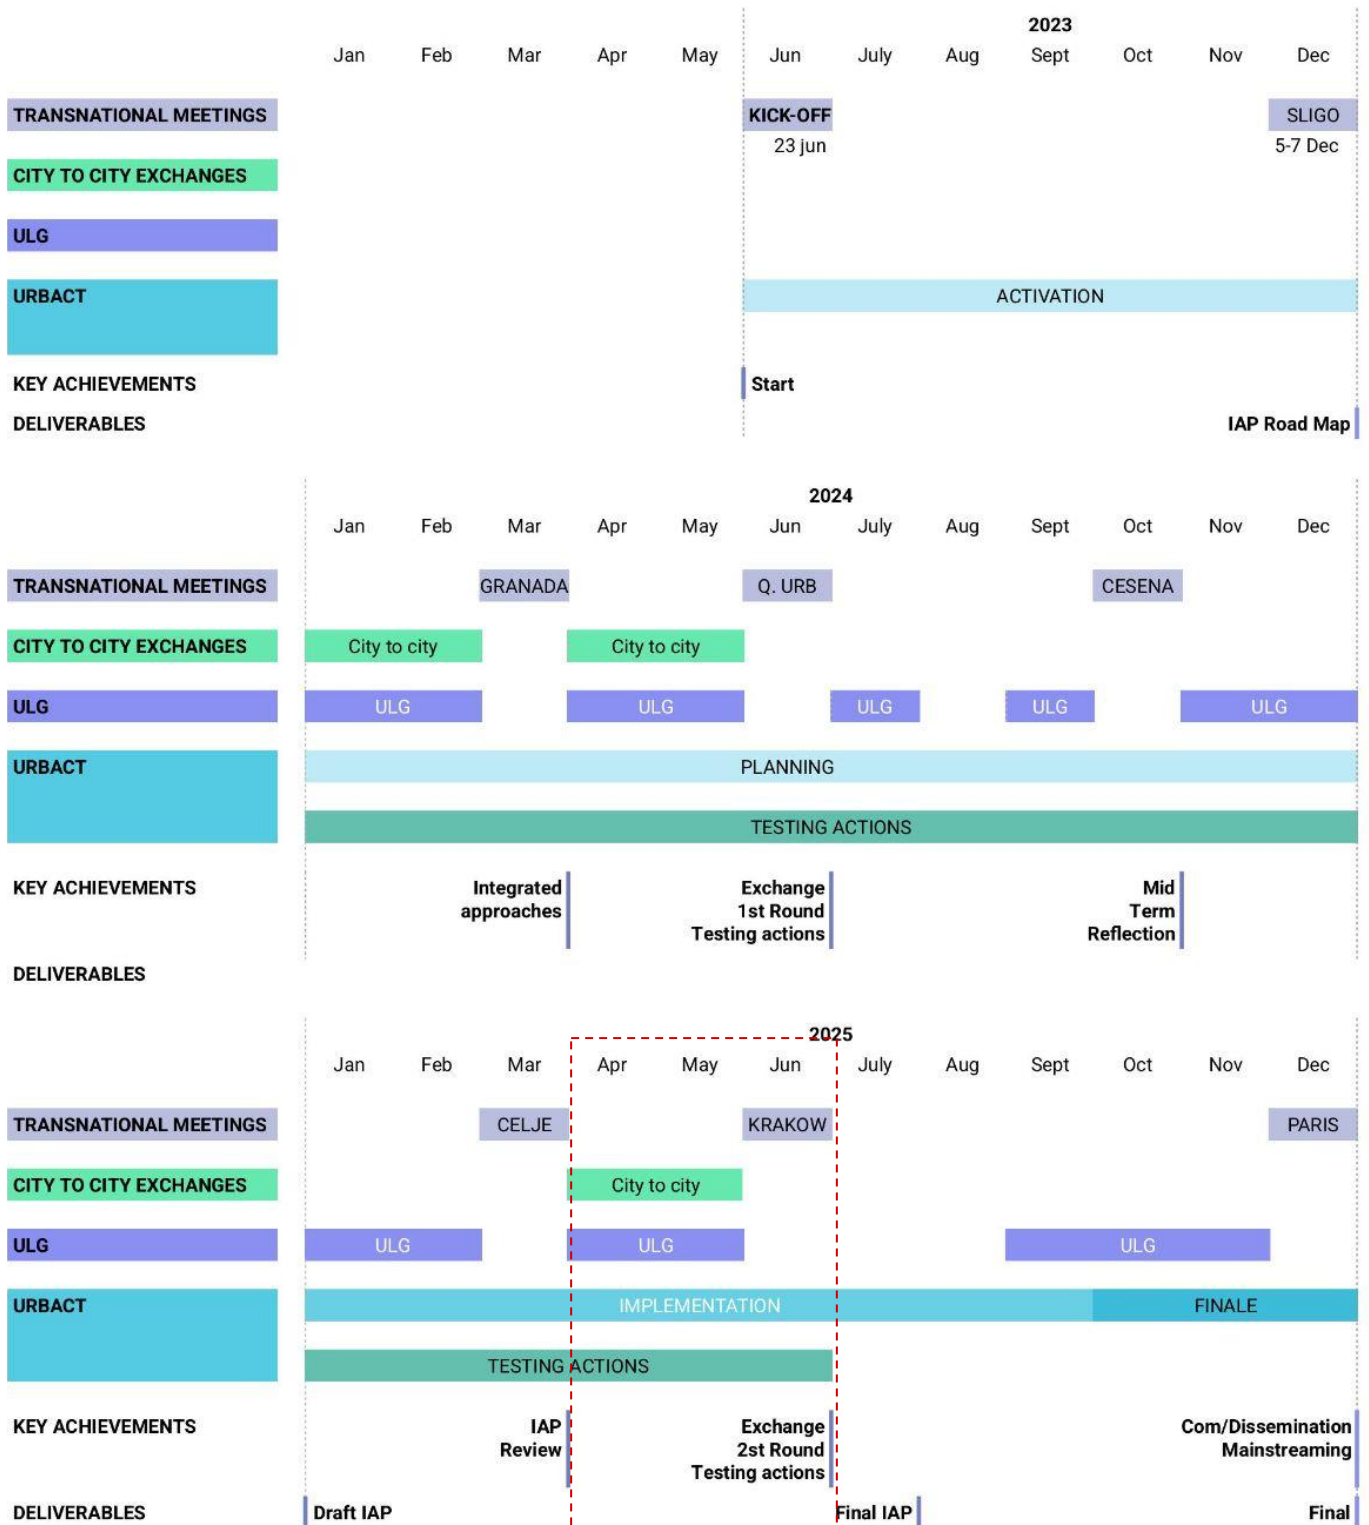 2023
Jan Feb Mar Apr May Jun July Aug Sept Oct Nov Dec
TRANSNATIONAL MEETINGS KICK-OFF SLIGO
23 jun 5-7 Dec
CITY TO CITY EXCHANGES
ULG
URBACT ACTIVATION
KEY ACHIEVEMENTS Start
DELIVERABLES IAP Road Map
2024
Jan Feb Mar Apr May Jun July Aug Sept Oct Nov Dec
TRANSNATIONAL MEETINGS GRANADA Q. URB CESENA
CITY TO CITY EXCHANGES City to city City to city
ULG ULG ULG ULG ULG ULG
URBACT PLANNING
TESTING ACTIONS
KEY ACHIEVEMENTS Integrated Exchange Mid
approaches 1st Round Term
Testing actions Reflection
DELIVERABLES
2025
Jan Feb Mar Apr May Jun July Aug Sept Oct Nov Dec
TRANSNATIONAL MEETINGS CELJE KRAKOW PARIS
CITY TO CITY EXCHANGES City to city
ULG ULG ULG ULG
URBACT IMPLEMENTATION FINALE
TESTING ACTIONS
KEY ACHIEVEMENTS IAP Exchange Com/Dissemination
Review 2st Round Mainstreaming
Testing actions
DELIVERABLES Draft IAP Final IAP Final